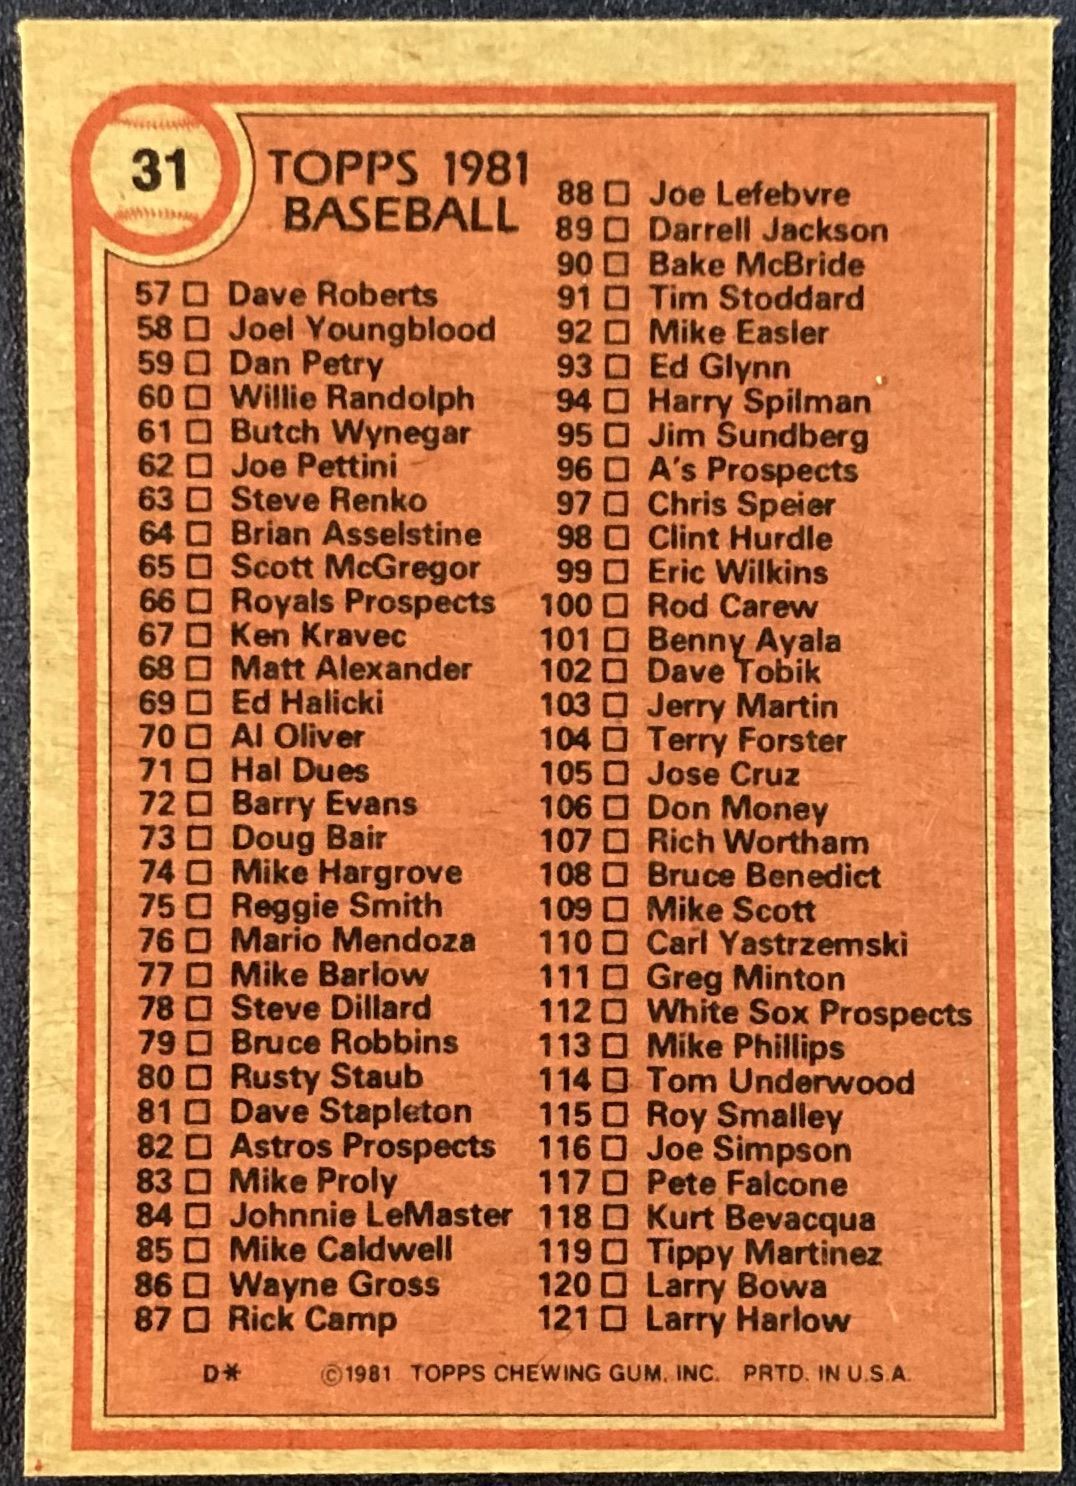 31
TOPPS 1981
BASEBALL
57 □ Dave Roberts
58 □ Joel Youngblood
59 □ Dan Petry
60 □ Willie Randolph
61 □ Butch Wynegar
62 □ Joe Pettini
63 □ Steve Renko
64 □ Brian Asselstine
65 □ Scott McGregor
66 □ Royals Prospects
67 □ Ken Kravec
68 □ Matt Alexander
69 □ Ed Halicki
70 □ Al Oliver
71 □ Hal Dues
72 □ Barry Evans
73 □ Doug Bair
74 □ Mike Hargrove
75 □ Reggie Smith
76 □ Mario Mendoza
77 □ Mike Barlow
78 □ Steve Dillard
79 □ Bruce Robbins
80 □ Rusty Staub
81 □ Dave Stapleton
82 □ Astros Prospects
83 □ Mike Proly
84 □ Johnnie LeMaster
85 □ Mike Caldwell
86 □ Wayne Gross
87 □ Rick Camp
88 □ Joe Lefebvre
89 □ Darrell Jackson
90 □ Bake McBride
91 □ Tim Stoddard
92 □ Mike Easler
93 □ Ed Glynn
94 □ Harry Spilman
95 □ Jim Sundberg
96 □ A's Prospects
97 □ Chris Speier
98 □ Clint Hurdle
99 □ Eric Wilkins
100 □ Rod Carew
101 □ Benny Ayala
102 □ Dave Tobik
103 □ Jerry Martin
104 □ Terry Forster
105 □ Jose Cruz
106 □ Don Money
107 □ Rich Wortham
108 □ Bruce Benedict
109 □ Mike Scott
110 □ Carl Yastrzemski
111 □ Greg Minton
112 □ White Sox Prospects
113 □ Mike Phillips
114 □ Tom Underwood
115 □ Roy Smalley
116 □ Joe Simpson
117 □ Pete Falcone
118 □ Kurt Bevacqua
119 □ Tippy Martinez
120 □ Larry Bowa
121 □ Larry Harlow
D* ©1981 TOPPS CHEWING GUM, INC. PRTD. IN U.S.A.